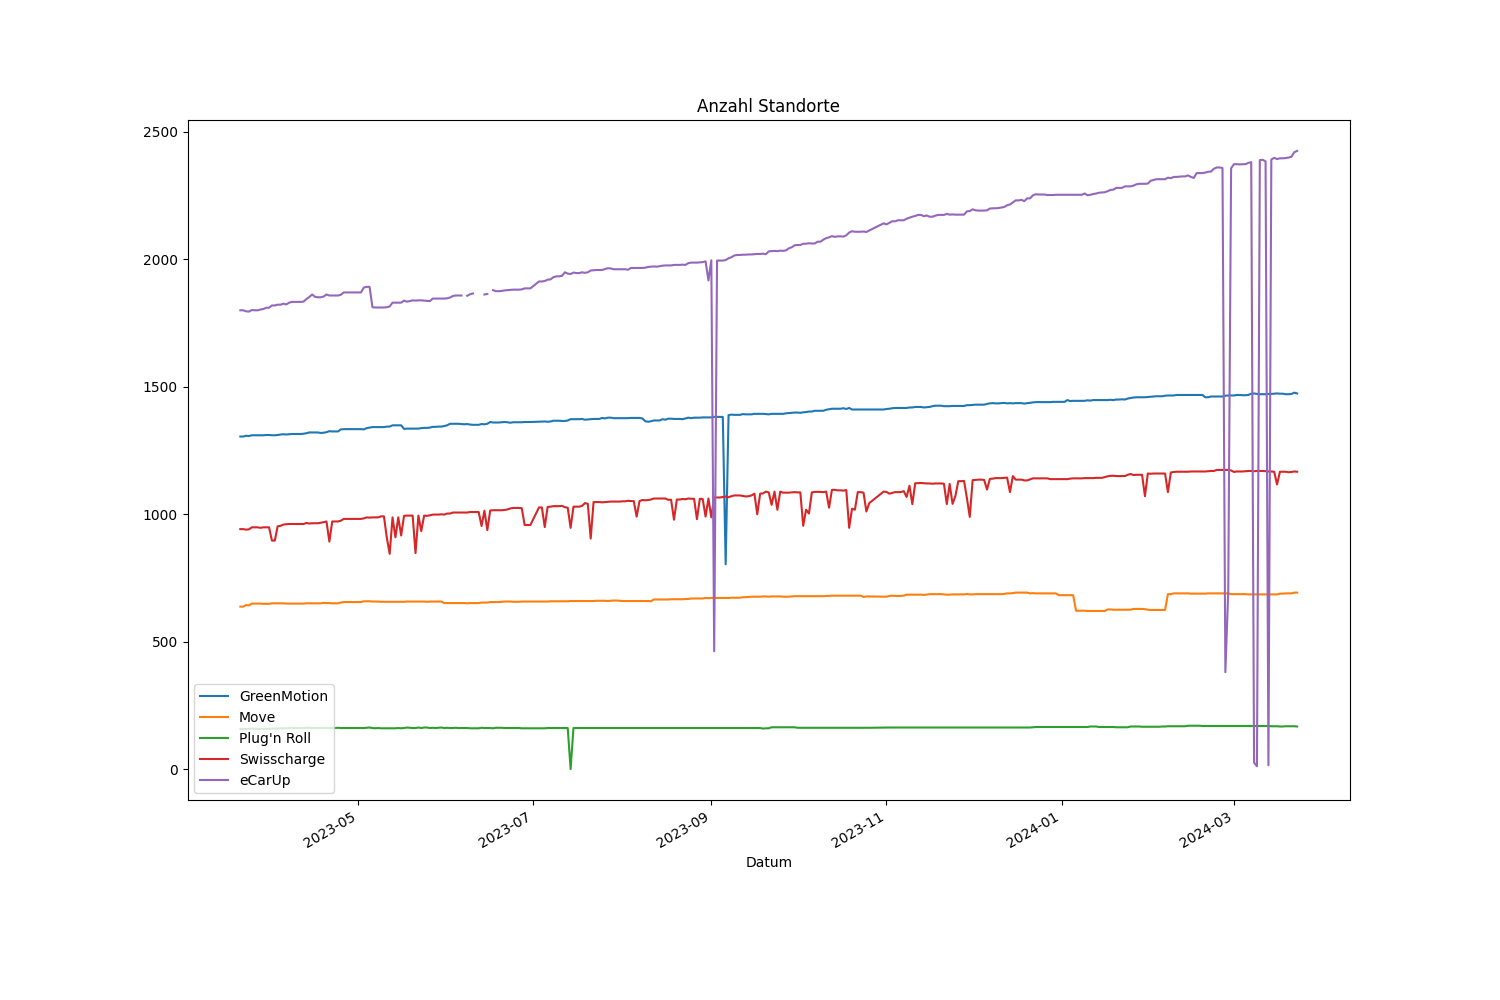 Anzahl Standorte
2500
2000
1500
1000
500
0
GreenMotion
Move
Plug'n Roll
Swisscharge
eCarUp
2023-05
2023-07
2023-09
2023-11
2024-01
2024-03
Datum